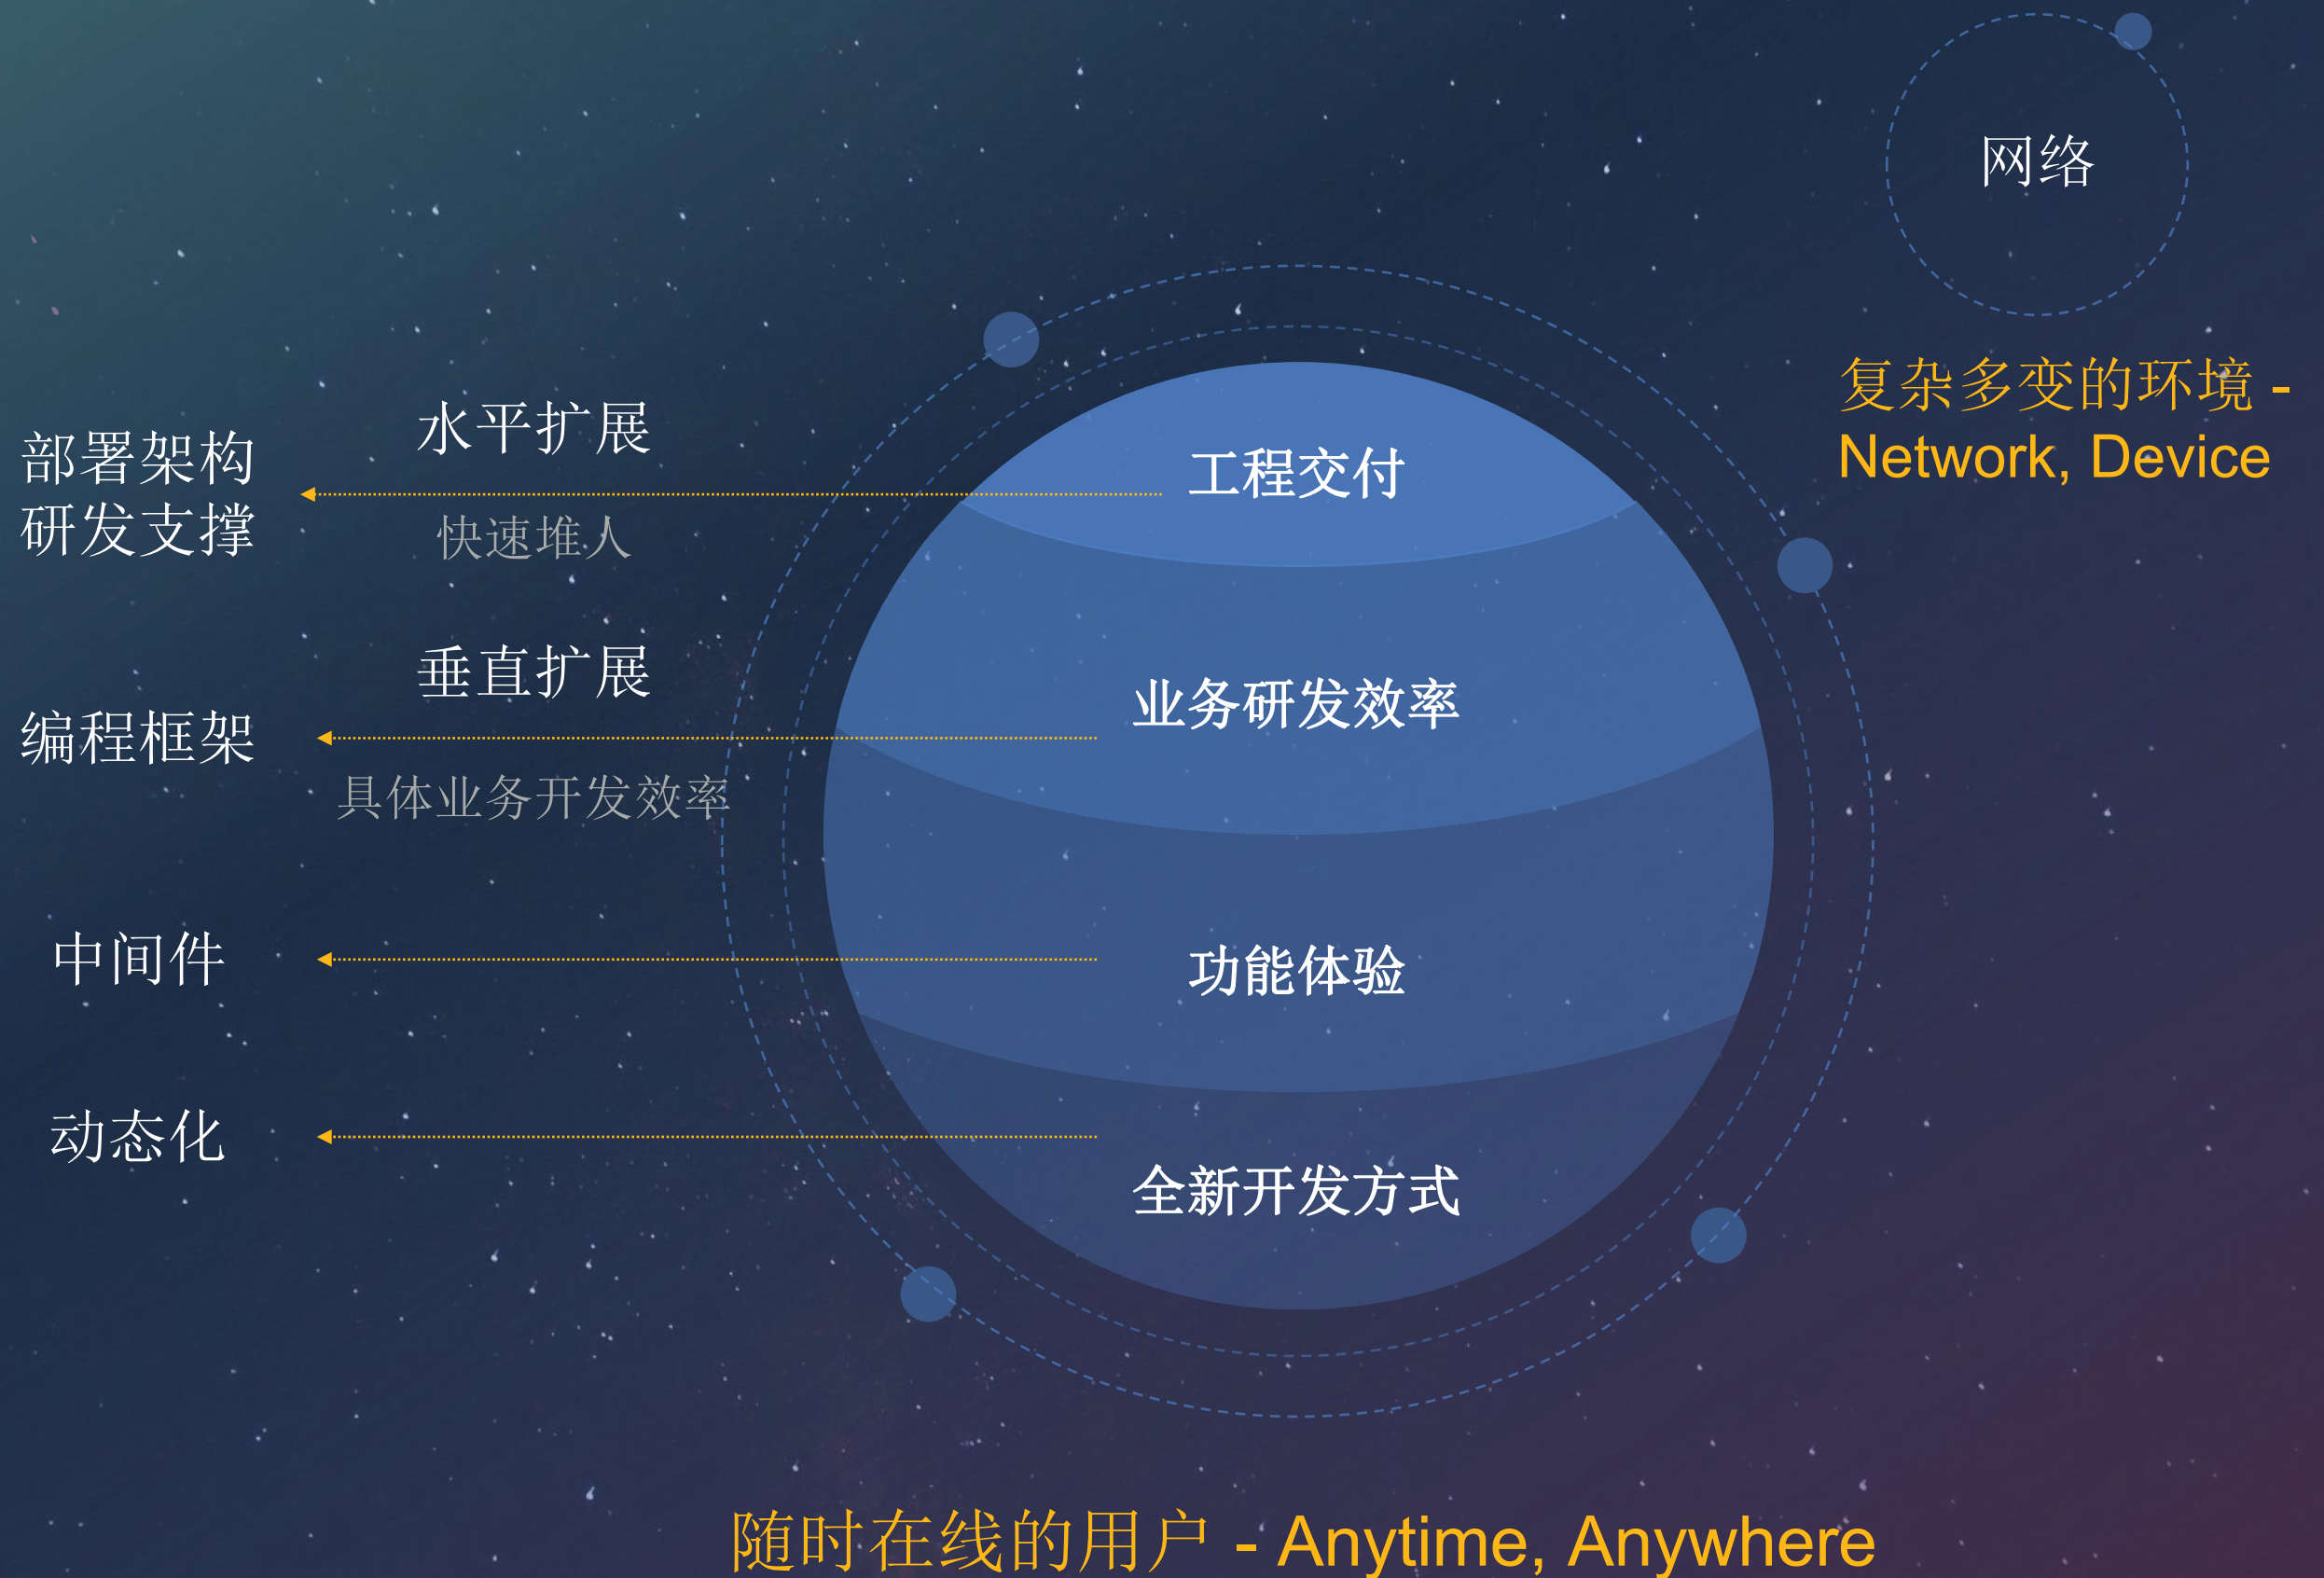 网络
复杂多变的环境 -
Network, Device
水平扩展
部署架构
研发支撑
快速堆人
工程交付
垂直扩展
编程框架
具体业务开发效率
业务研发效率
中间件
功能体验
动态化
全新开发方式
随时在线的用户 - Anytime, Anywhere